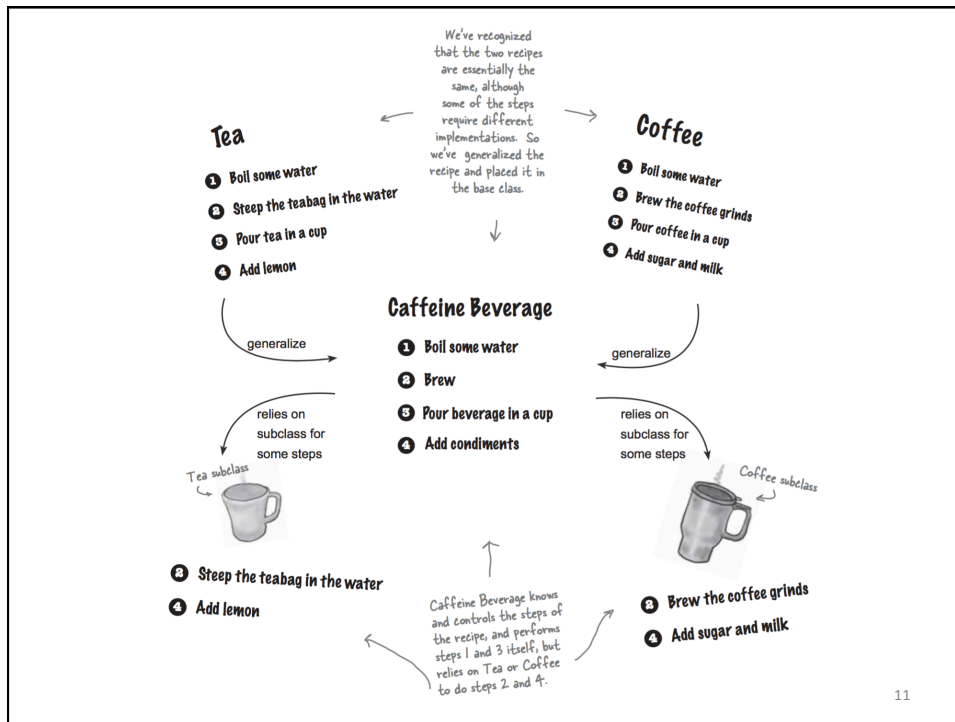 We've recognized
that the two recipes
are essentially the
same, although
some of the steps
require different
implementations. So
we've generalized the
recipe and placed it in
the base class.
Tea
1 Boil some water
2 Steep the teabag in the water
3 Pour tea in a cup
4 Add lemon
Coffee
1 Boil some water
2 Brew the coffee grinds
3 Pour coffee in a cup
4 Add sugar and milk
generalize
Caffeine Beverage
1 Boil some water
2 Brew
3 Pour beverage in a cup
4 Add condiments
generalize
relies on
subclass for
some steps
Tea subclass
2 Steep the teabag in the water
4 Add lemon
relies on
subclass for
some steps
Coffee subclass
2 Brew the coffee grinds
4 Add sugar and milk
Caffeine Beverage knows
and controls the steps of
the recipe, and performs
steps 1 and 3 itself, but
relies on Tea or Coffee
to do steps 2 and 4.
11